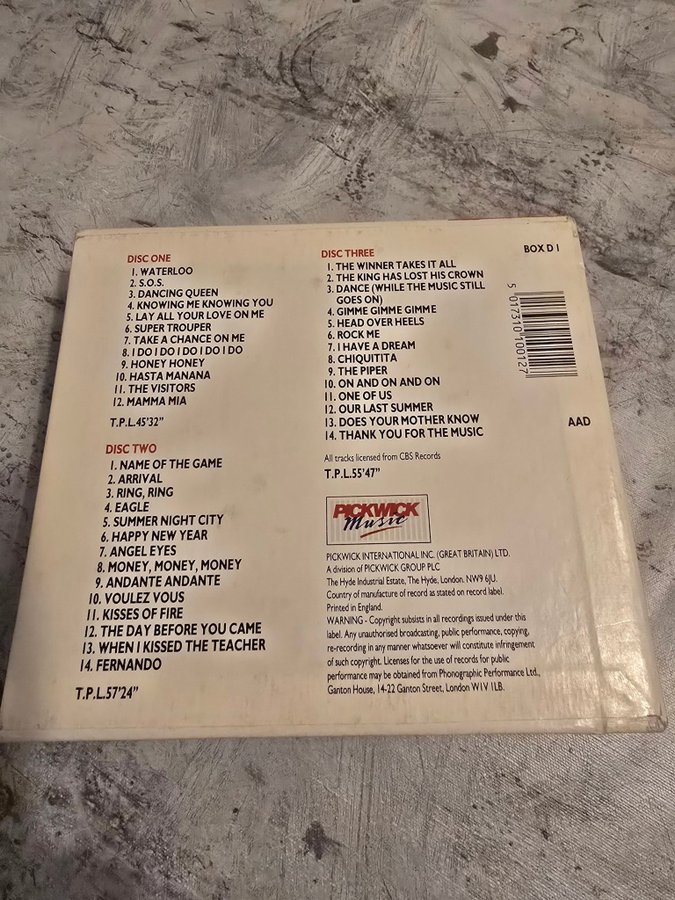 DISC ONE
1. WATERLOO
2. S.O.S.
3. DANCING QUEEN
4. KNOWING ME KNOWING YOU
5. LAY ALL YOUR LOVE ON ME
6. SUPER TROUPER
7. TAKE A CHANCE ON ME
8. I DO I DO I DO I DO I DO
9. HONEY HONEY
10. HASTA MANANA
11. THE VISITORS
12. MAMMA MIA
T.P.L.45'32"
DISC TWO
1. NAME OF THE GAME
2. ARRIVAL
3. RING, RING
4. EAGLE
5. SUMMER NIGHT CITY
6. HAPPY NEW YEAR
7. ANGEL EYES
8. MONEY, MONEY, MONEY
9. ANDANTE ANDANTE
10. VOULEZ VOUS
11. KISSES OF FIRE
12. THE DAY BEFORE YOU CAME
13. WHEN I KISSED THE TEACHER
14. FERNANDO
T.P.L.57'24"
DISC THREE
1. THE WINNER TAKES IT ALL
2. THE KING HAS LOST HIS CROWN
3. DANCE (WHILE THE MUSIC STILL
GOES ON)
4. GIMME GIMME GIMME
5. HEAD OVER HEELS
6. ROCK ME
7. I HAVE A DREAM
8. CHIQUITITA
9. THE PIPER
10. ON AND ON AND ON
11. ONE OF US
12. OUR LAST SUMMER
13. DOES YOUR MOTHER KNOW
14. THANK YOU FOR THE MUSIC
All tracks licensed from CBS Records
T.P.L.55'47"
PICKWICK
Music
PICKWICK INTERNATIONAL INC. (GREAT BRITAIN) LTD.
A division of PICKWICK GROUP PLC
The Hyde Industrial Estate, The Hyde, London. NW9 6JU.
Country of manufacture of record as stated on record label.
Printed in England.
WARNING - Copyright subsists in all recordings issued under this
label. Any unauthorised broadcasting, public performance, copying,
re-recording in any manner whatsoever will constitute infringement
of such copyright. Licenses for the use of records for public
performance may be obtained from Phonographic Performance Ltd.,
Ganton House, 14-22 Ganton Street, London W1V 1LB.
BOX D 1
5 017310 100127
AAD